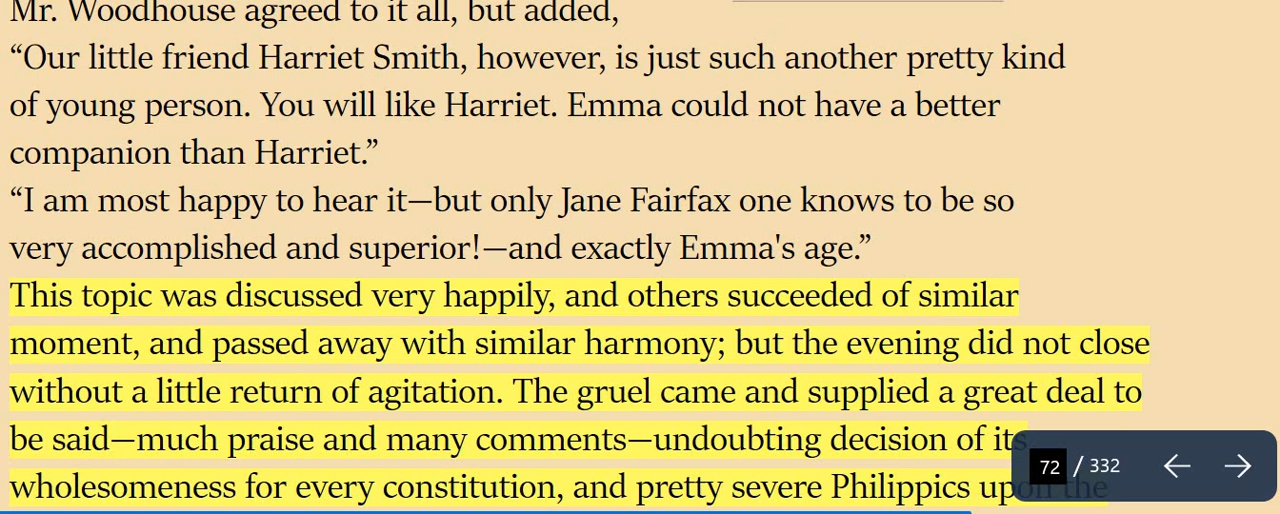 Mr. Woodhouse agreed to it all, but added,
“Our little friend Harriet Smith, however, is just such another pretty kind
of young person. You will like Harriet. Emma could not have a better
companion than Harriet.”
“I am most happy to hear it—but only Jane Fairfax one knows to be so
very accomplished and superior!—and exactly Emma's age.”
This topic was discussed very happily, and others succeeded of similar
moment, and passed away with similar harmony; but the evening did not close
without a little return of agitation. The gruel came and supplied a great deal to
be said—much praise and many comments—undoubting decision of its
wholesomeness for every constitution, and pretty severe Philippics upon the
72 / 332